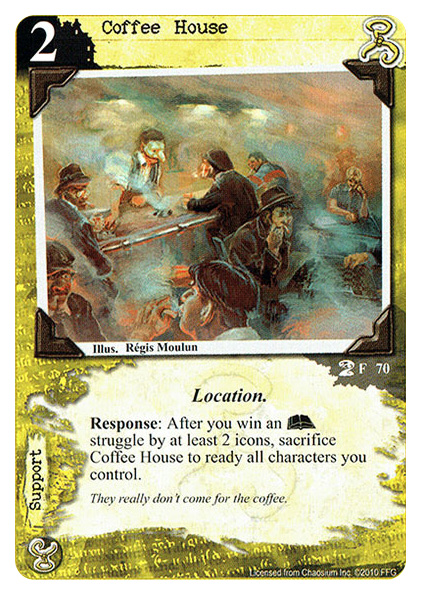 2
Coffee House
Illus. Régis Moulun
F 70
Location.
Response: After you win an
struggle by at least 2 icons, sacrifice
Coffee House to ready all characters you
control.
They really don't come for the coffee.
Support
Licensed from Chaosium Inc. ©2010 FFG